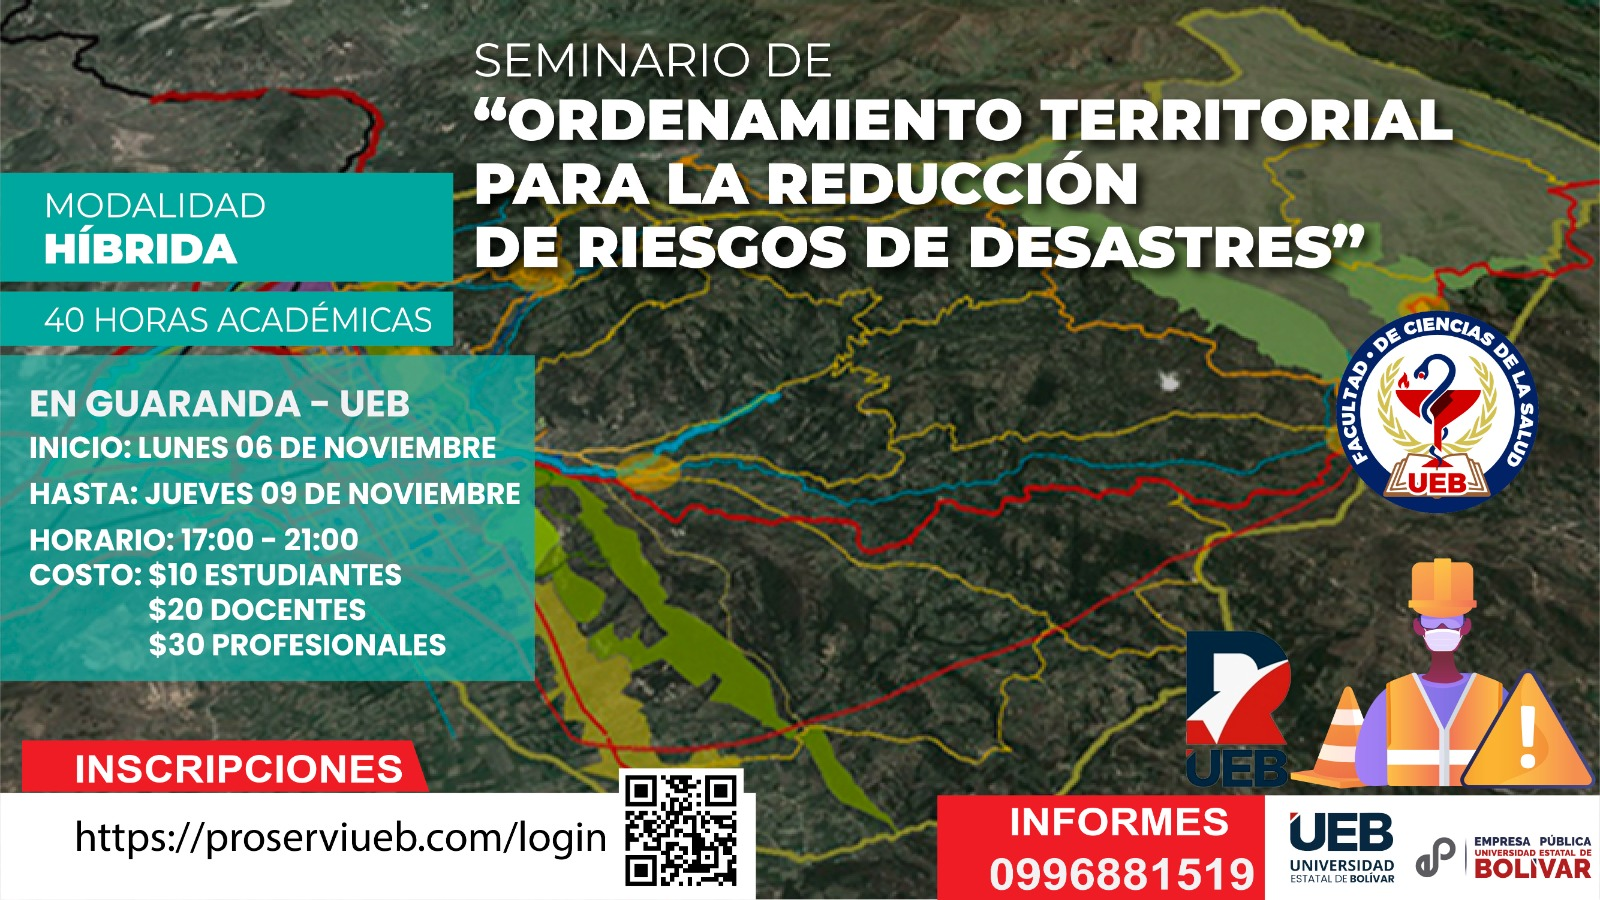 SEMINARIO DE
“ORDENAMIENTO TERRITORIAL
PARA LA REDUCCIÓN
DE RIESGOS DE DESASTRES”
MODALIDAD
HÍBRIDA
40 HORAS ACADÉMICAS
EN GUARANDA - UEB
INICIO: LUNES 06 DE NOVIEMBRE
HASTA: JUEVES 09 DE NOVIEMBRE
HORARIO: 17:00 - 21:00
COSTO: $10 ESTUDIANTES
$20 DOCENTES
$30 PROFESIONALES
FACULTAD • DE CIENCIAS DE LA SALUD
UEB
R
UEB
!
INSCRIPCIONES
https://proserviueb.com/login
INFORMES
0996881519
UEB
UNIVERSIDAD
ESTATAL DE BOLÍVAR
ep
EMPRESA PÚBLICA
UNIVERSIDAD ESTATAL DE
BOLÍVAR